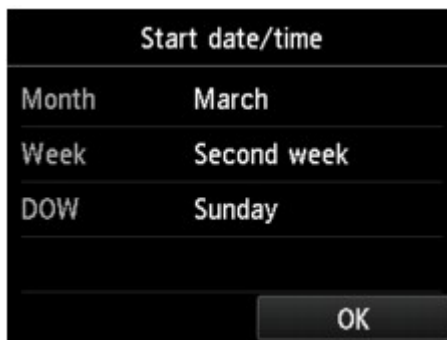 Start date/time
Month March
Week Second week
DOW Sunday
OK